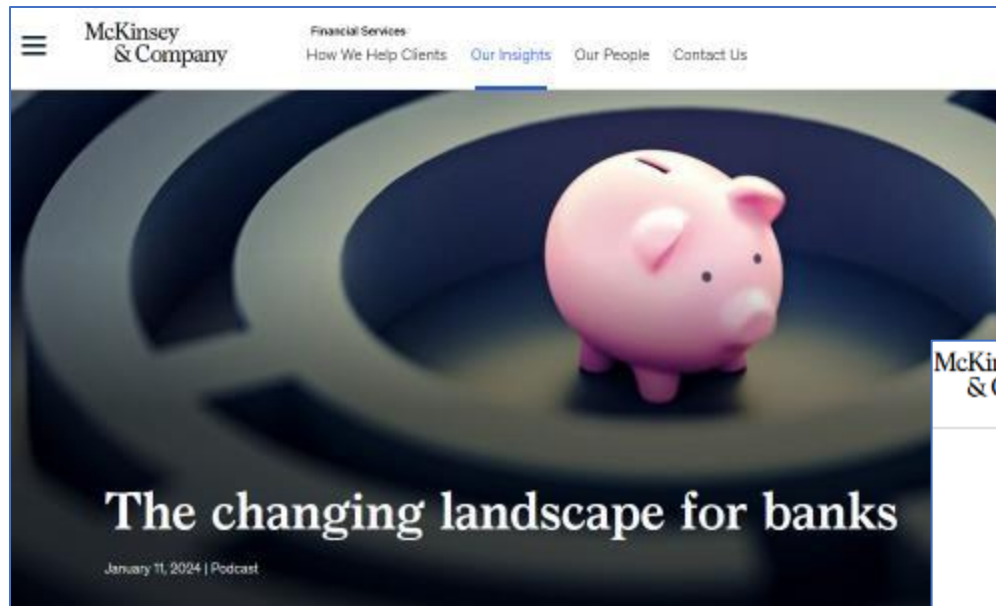 McKinsey
& Company
Financial Services
How We Help Clients Our Insights Our People Contact Us
The changing landscape for banks
January 11, 2024 | Podcast
&